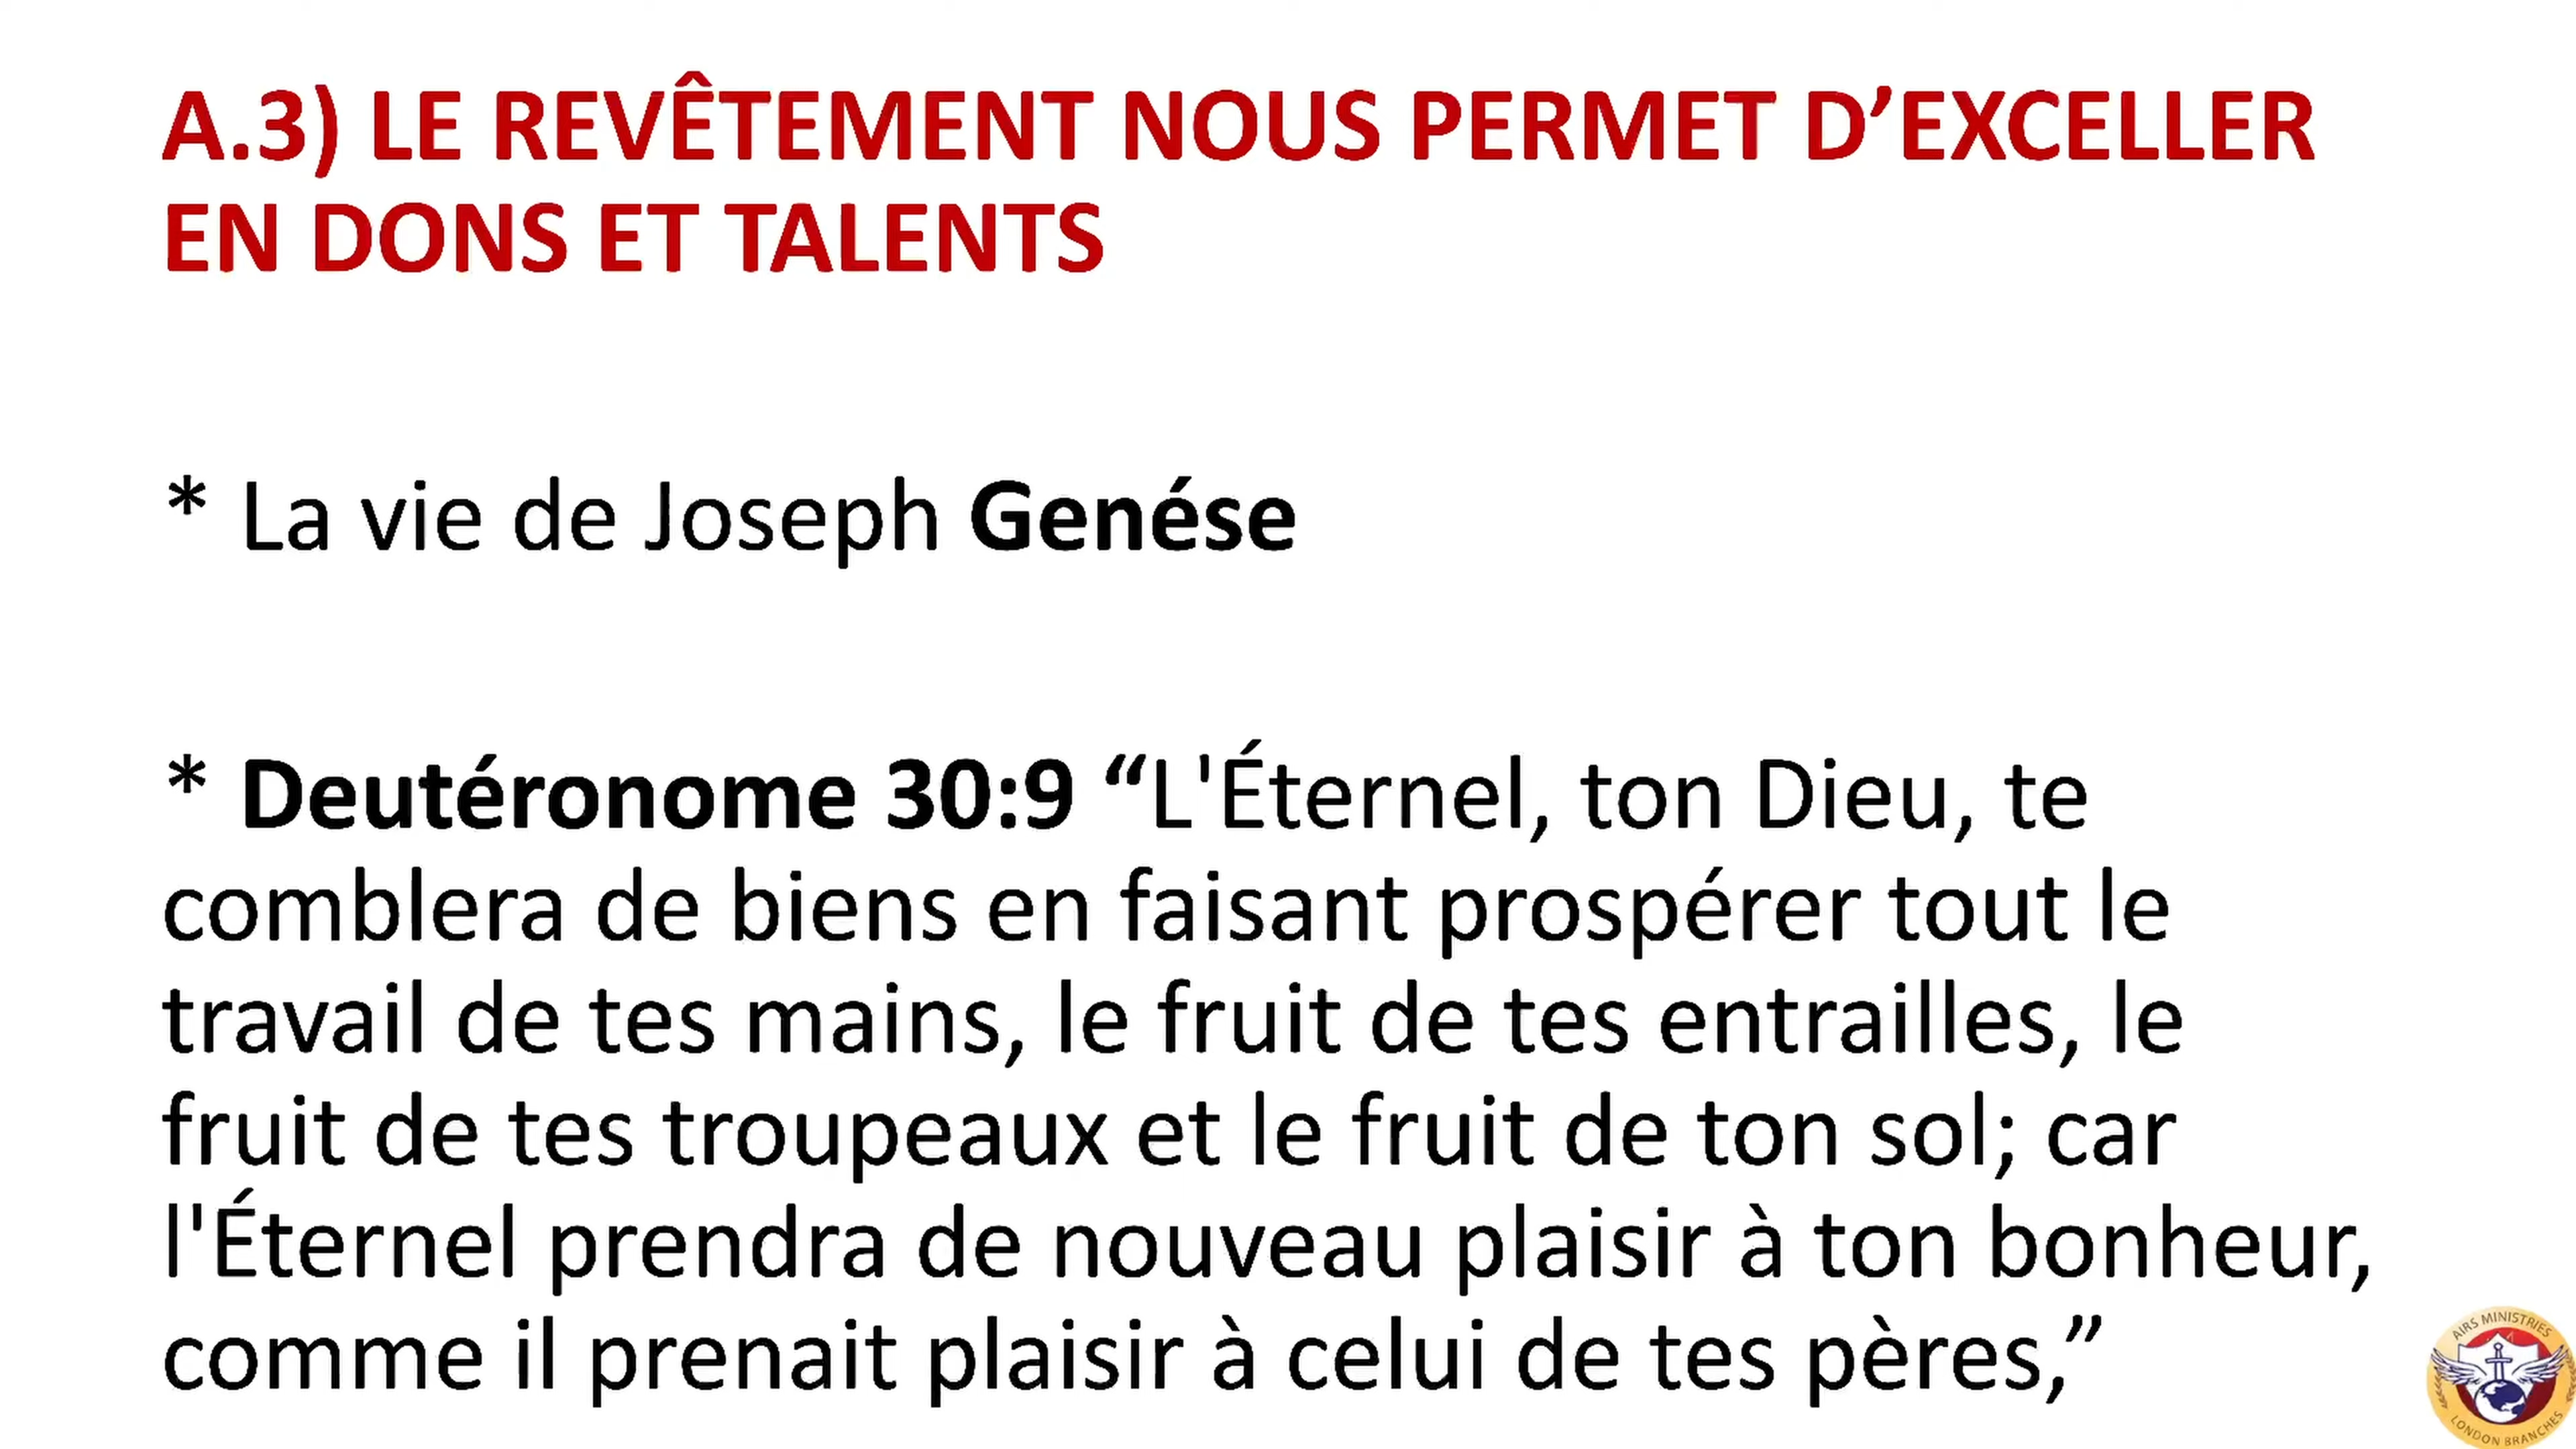 A.3) LE REVÊTEMENT NOUS PERMET D’EXCELLER
EN DONS ET TALENTS
* La vie de Joseph Genése
* Deutéronome 30:9 “L'Éternel, ton Dieu, te
comblera de biens en faisant prospérer tout le
travail de tes mains, le fruit de tes entrailles, le
fruit de tes troupeaux et le fruit de ton sol; car
l'Éternel prendra de nouveau plaisir à ton bonheur,
comme il prenait plaisir à celui de tes pères,”
AIRS MINISTRIES
LONDON BRANCHES